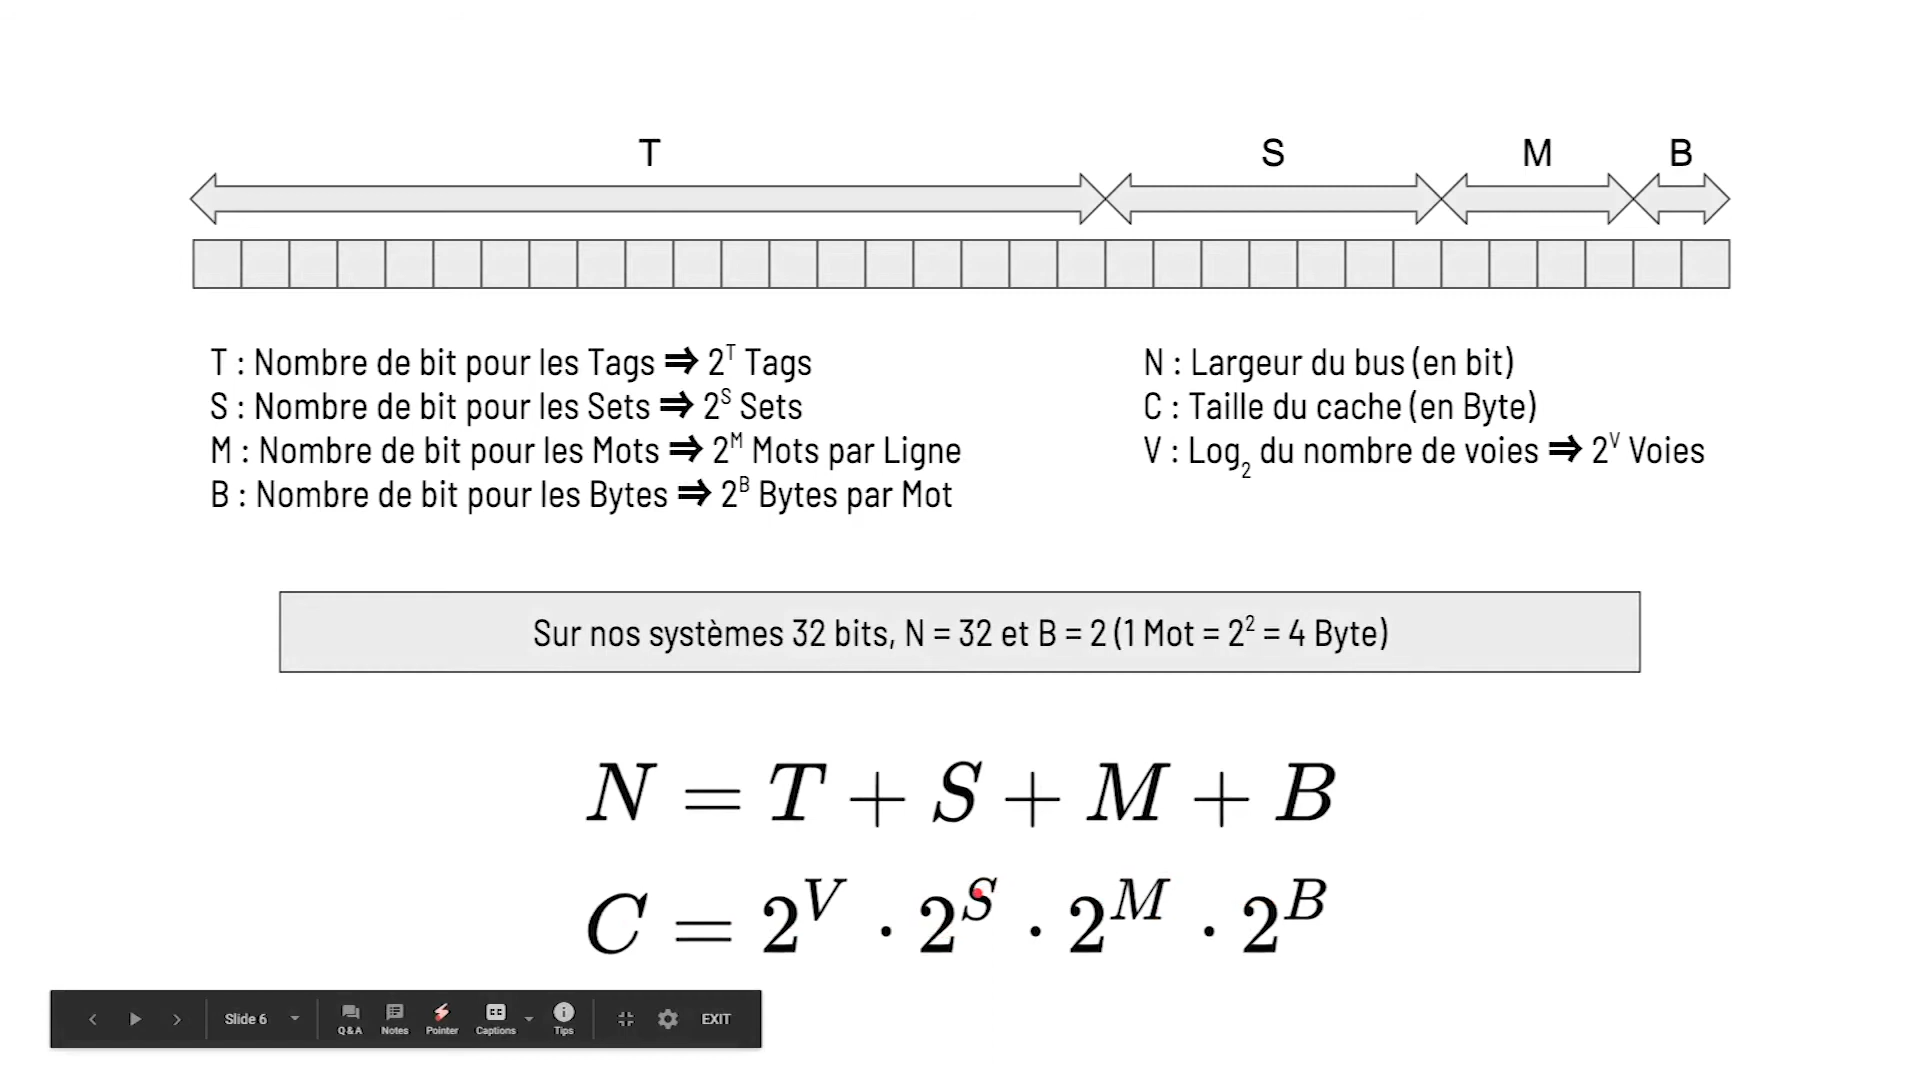 T S M B
T : Nombre de bit pour les Tags ⇒ 2^T Tags
S : Nombre de bit pour les Sets ⇒ 2^S Sets
M : Nombre de bit pour les Mots ⇒ 2^M Mots par Ligne
B : Nombre de bit pour les Bytes ⇒ 2^B Bytes par Mot
N : Largeur du bus (en bit)
C : Taille du cache (en Byte)
V : Log_2 du nombre de voies ⇒ 2^V Voies
Sur nos systèmes 32 bits, N = 32 et B = 2 (1 Mot = 2^2 = 4 Byte)
N = T + S + M + B
C = 2^V · 2^S · 2^M · 2^B
Slide 6 Q&A Notes Pointer Captions Tips EXIT